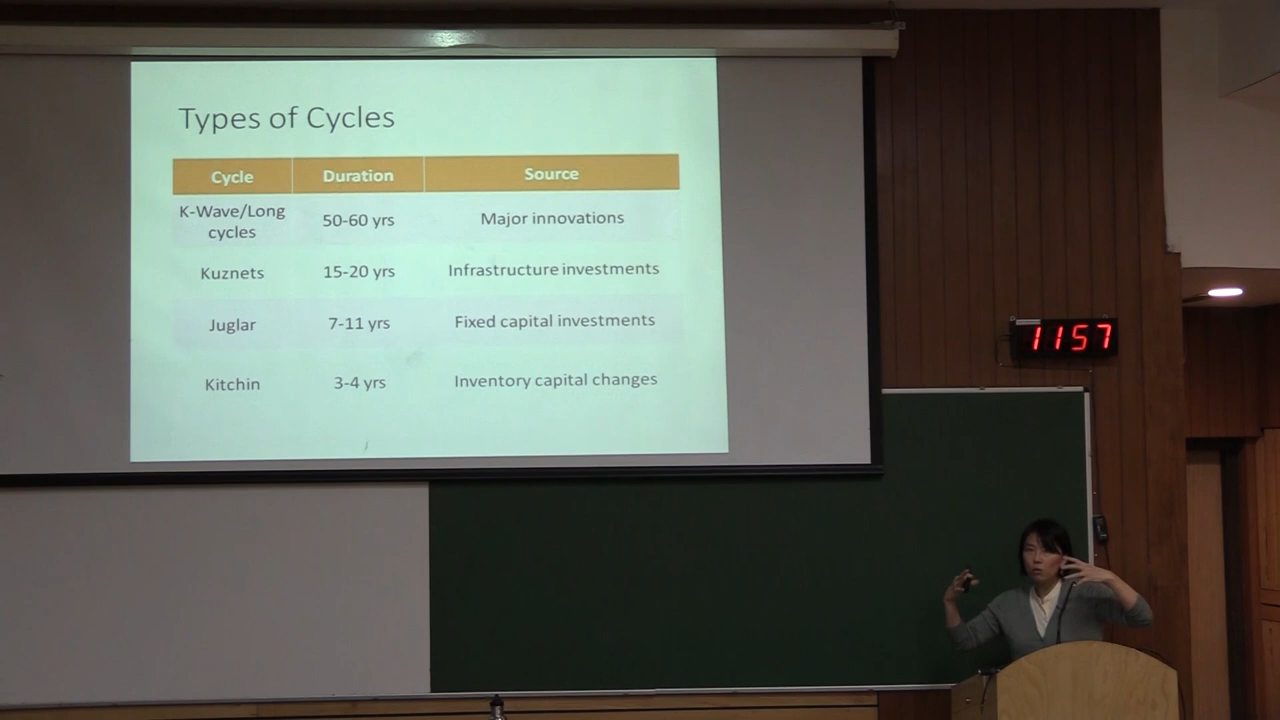 Types of Cycles
Cycle Duration Source
K-Wave/Long
cycles 50-60 yrs Major innovations
Kuznets 15-20 yrs Infrastructure investments
Juglar 7-11 yrs Fixed capital investments
Kitchin 3-4 yrs Inventory capital changes
1157